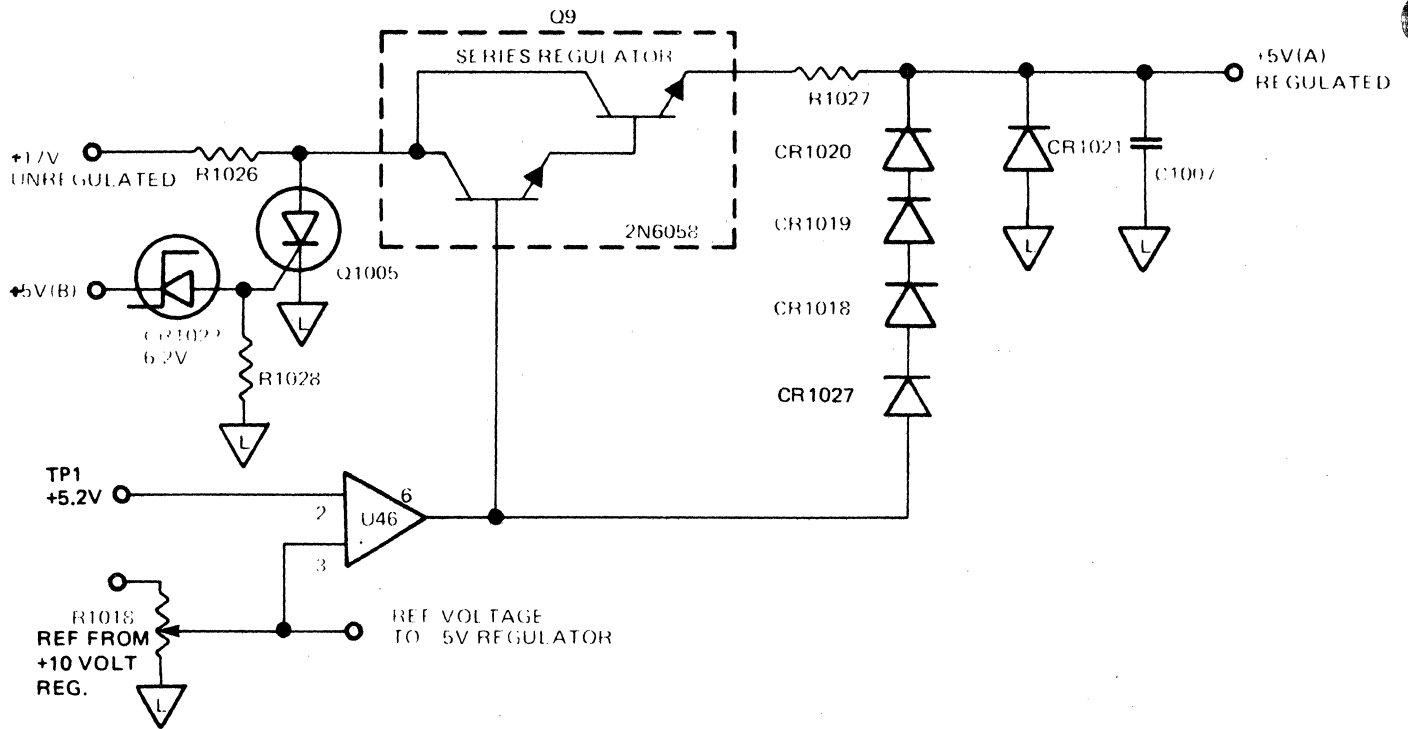 Q9
SERIES REGULATOR
+5V(A)
REGULATED
R1027
+17V
UNREGULATED
R1026
CR1020
CR1021
C1007
CR1019
2N6058
L
L
Q1005
+5V(B)
L
CR1018
CR1022
6.2V
R1028
CR1027
L
TP1
+5.2V
6
2
U46
3
R1018
REF FROM
+10 VOLT
REG.
REF VOLTAGE
TO 5V REGULATOR
L